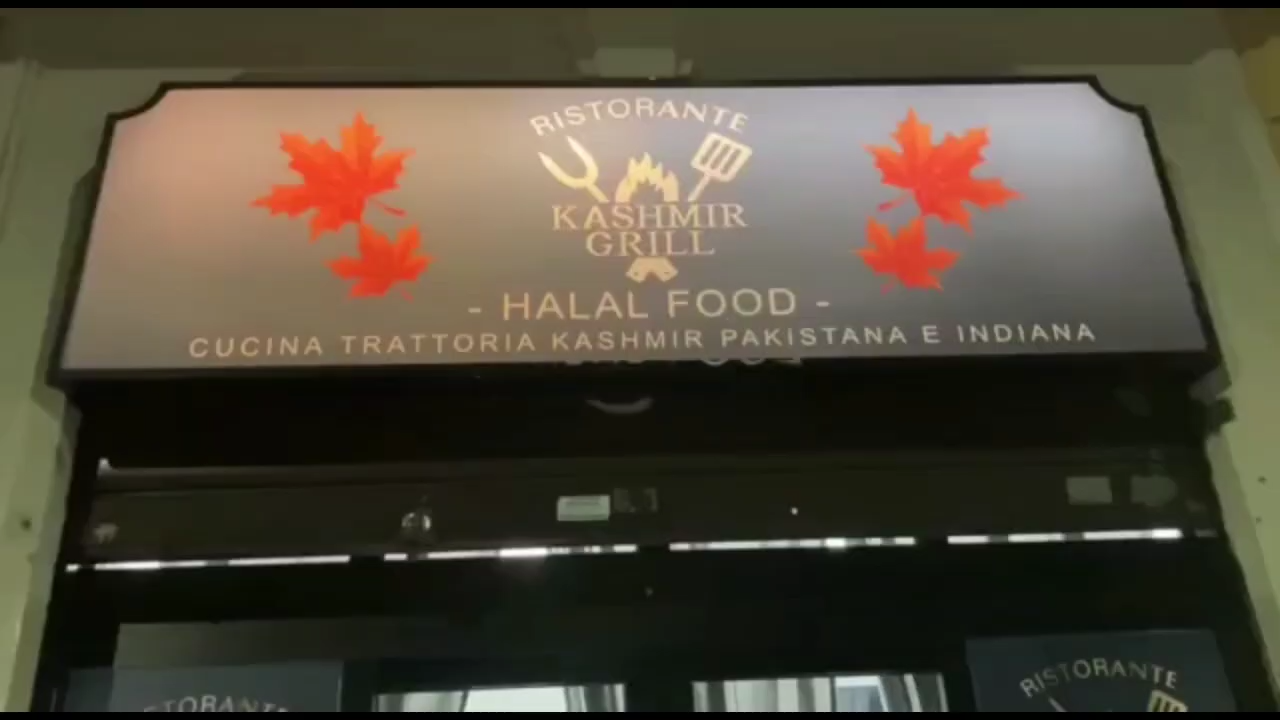 RISTORANTE
KASHMIR
GRILL
- HALAL FOOD -
CUCINA TRATTORIA KASHMIR PAKISTANA E INDIANA
RISTORANTE